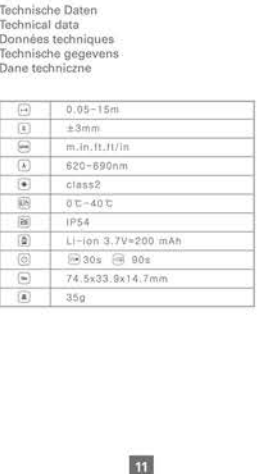 Technische Daten
Technical data
Données techniques
Technische gegevens
Dane techniczne
0.05-15m
±3mm
m.in.ft.ft/in
620-690nm
class2
0℃-40℃
IP54
Li-ion 3.7V=200 mAh
30s 90s
74.5x33.9x14.7mm
35g
11